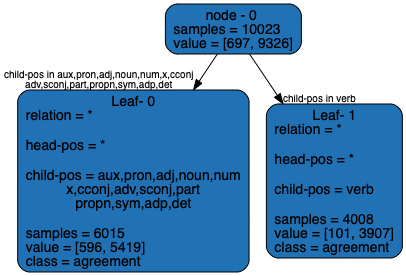 node - 0
samples = 10023
value = [697, 9326]
child-pos in aux,pron,adj,noun,num,x,cconj
adv,sconj,part,propn,sym,adp,det
child-pos in verb
Leaf- 0
relation = *
head-pos = *
child-pos = aux,pron,adj,noun,num
x,cconj,adv,sconj,part
propn,sym,adp,det
samples = 6015
value = [596, 5419]
class = agreement
Leaf- 1
relation = *
head-pos = *
child-pos = verb
samples = 4008
value = [101, 3907]
class = agreement